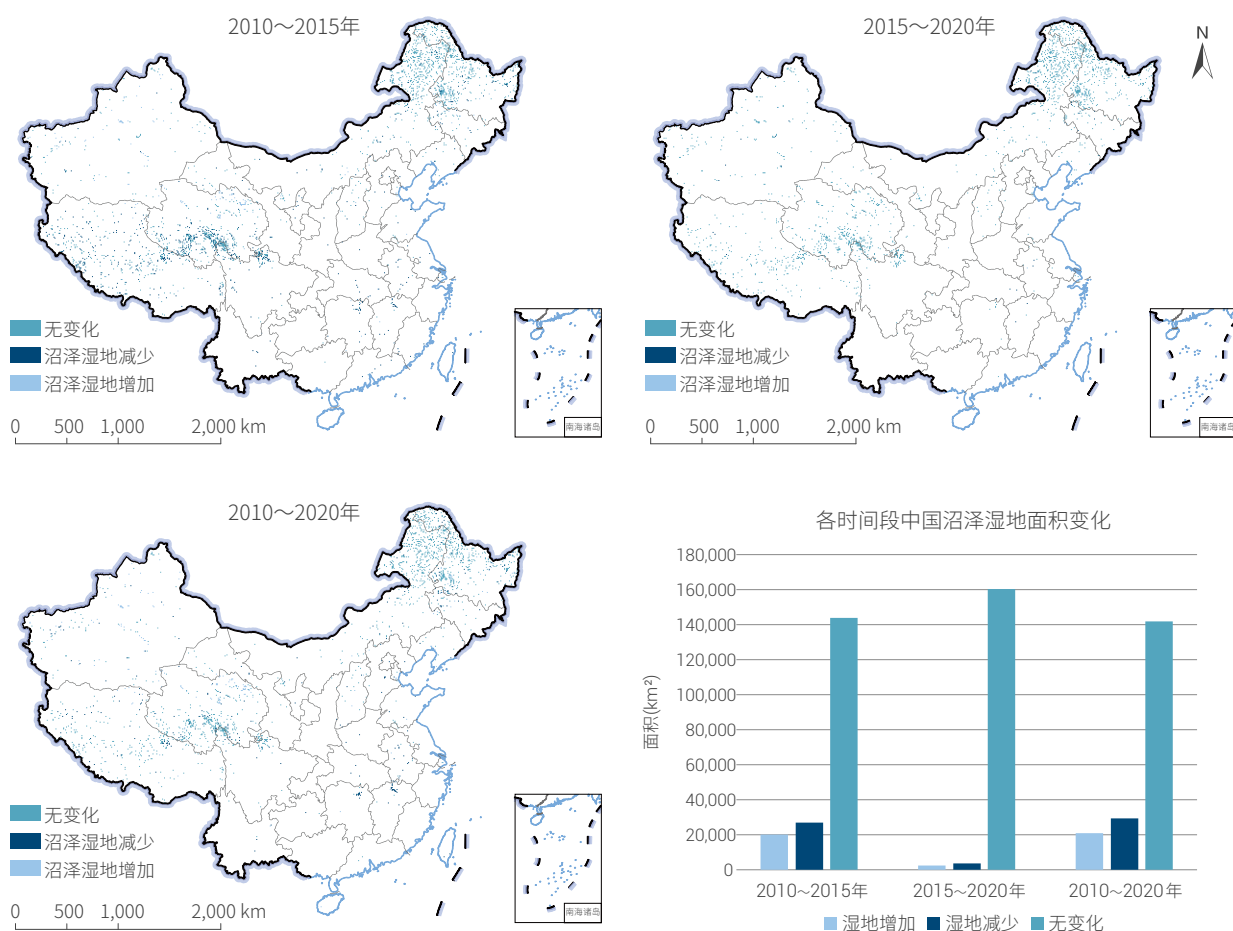 2010～2015年
无变化
沼泽湿地减少
沼泽湿地增加
0 500 1,000 2,000 km
南海诸岛
2015～2020年
N
无变化
沼泽湿地减少
沼泽湿地增加
0 500 1,000 2,000 km
南海诸岛
2010～2020年
无变化
沼泽湿地减少
沼泽湿地增加
0 500 1,000 2,000 km
南海诸岛
各时间段中国沼泽湿地面积变化
面积(km²)
180,000
160,000
140,000
120,000
100,000
80,000
60,000
40,000
20,000
0
2010~2015年 2015~2020年 2010~2020年
湿地增加 湿地减少 无变化